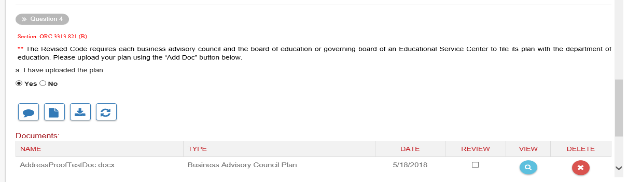 Question 4
Section: ORC 3313.821 (B)
** The Revised Code requires each business advisory council and the board of education or governing board of an Educational Service Center to file its plan with the department of
education. Please upload your plan using the "Add Doc" button below.
a. I have uploaded the plan
Yes No
Documents:
NAME TYPE DATE REVIEW VIEW DELETE
AddressProofTestDoc.docx Business Advisory Council Plan 5/18/2018